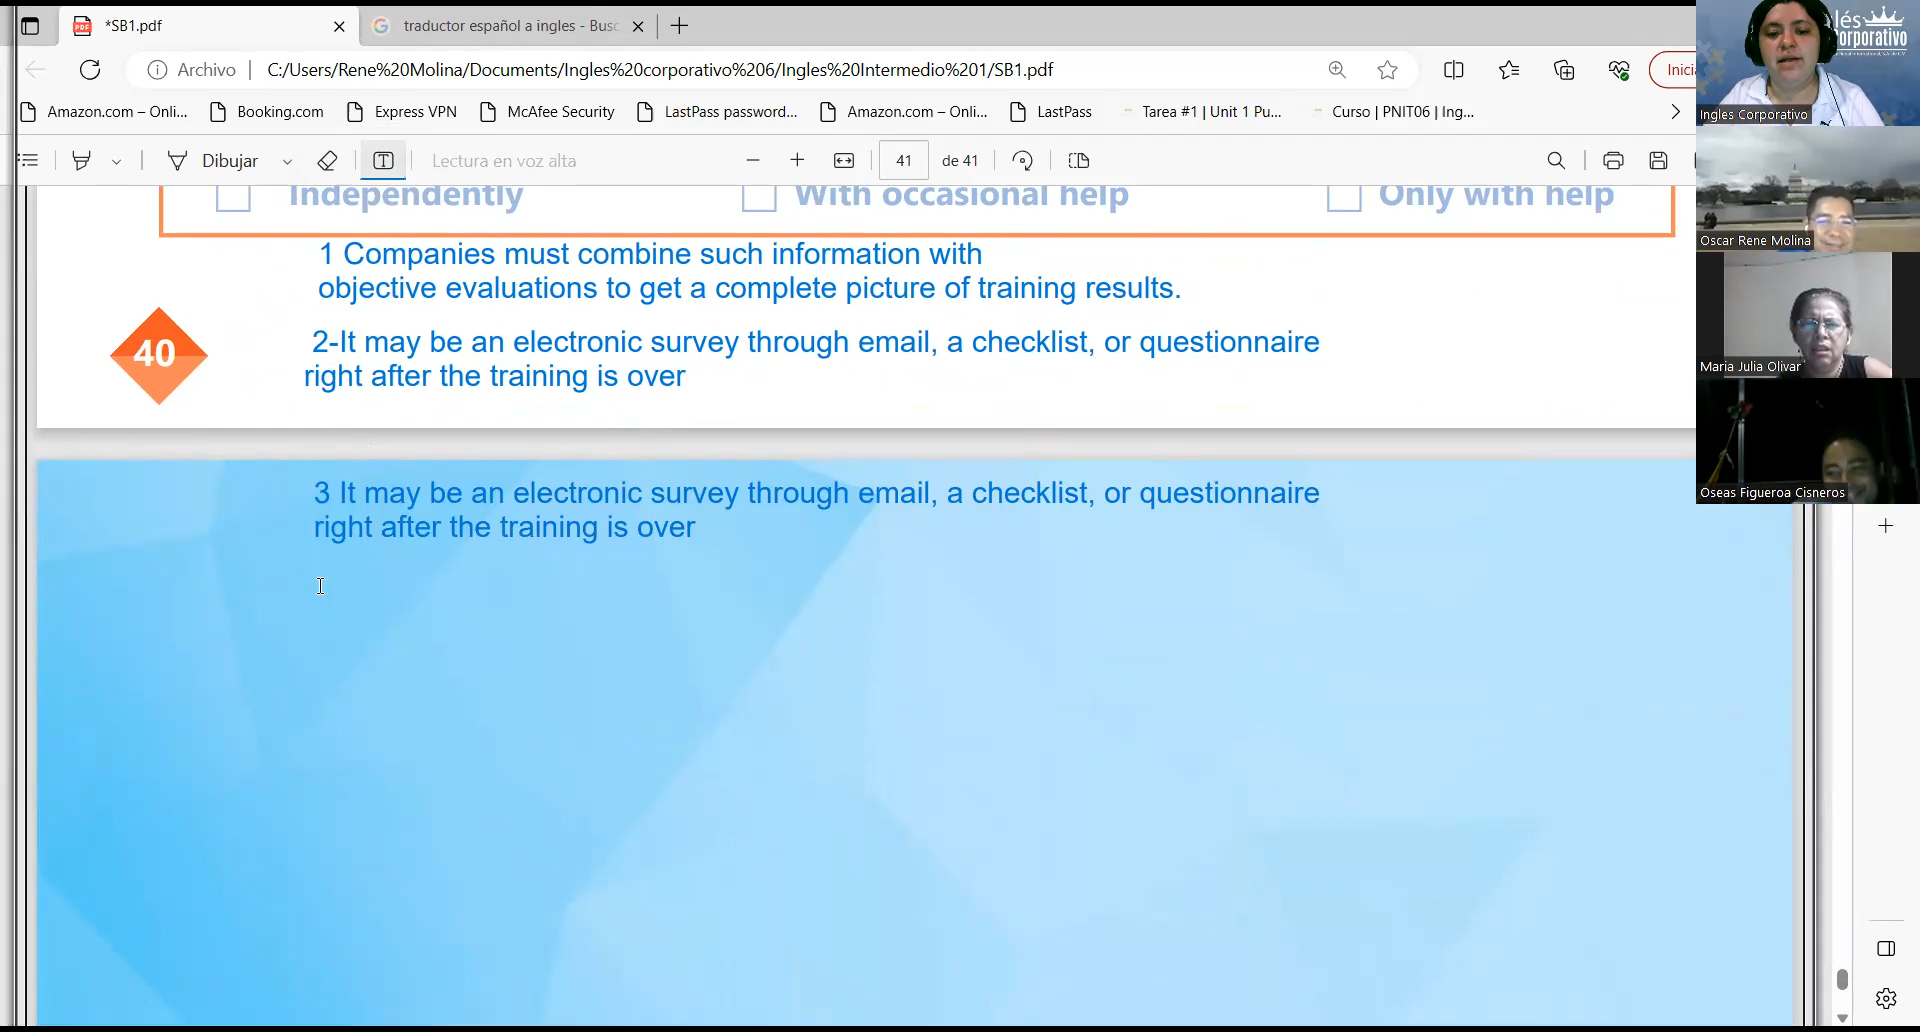 *SB1.pdf
traductor español a ingles - Busc
Archivo
C:/Users/Rene%20Molina/Documents/Ingles%20corporativo%206/Ingles%20Intermedio%201/SB1.pdf
Inicia
Amazon.com – Onli...
Booking.com
Express VPN
McAfee Security
LastPass password...
Amazon.com – Onli...
LastPass
Tarea #1 | Unit 1 Pu...
Curso | PNIT06 | Ing...
Dibujar
Lectura en voz alta
41
de 41
Independently
With occasional help
Only with help
1 Companies must combine such information with
objective evaluations to get a complete picture of training results.
40
2-It may be an electronic survey through email, a checklist, or questionnaire
right after the training is over
3 It may be an electronic survey through email, a checklist, or questionnaire
right after the training is over
lés
orporativo
Ingles Corporativo
Oscar Rene Molina
Maria Julia Olivar
Oseas Figueroa Cisneros